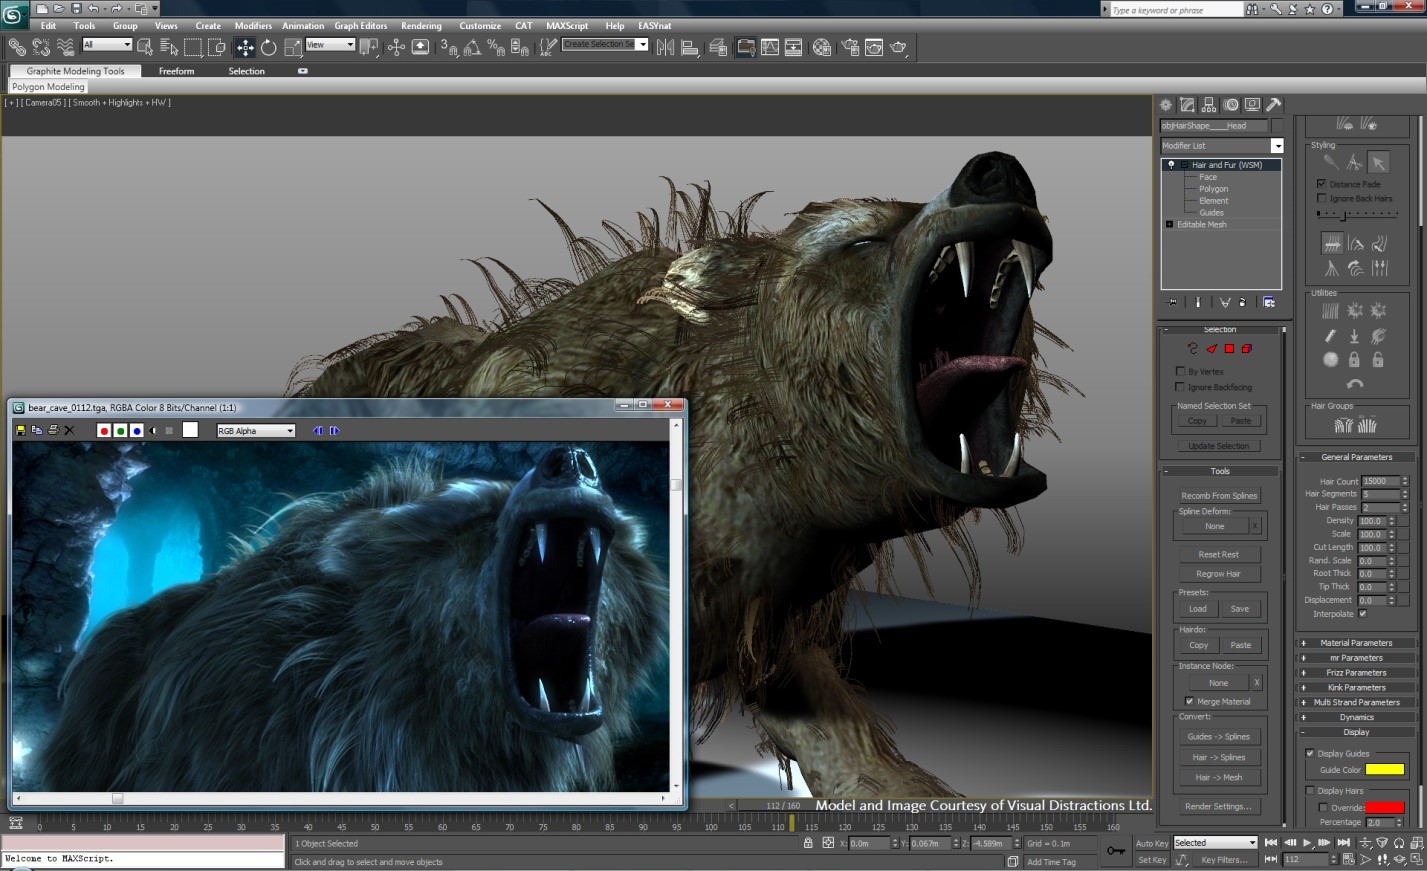 Type a keyword or phrase
Edit Tools Group Views Create Modifiers Animation Graph Editors Rendering Customize CAT MAXScript Help EASYnat
All View 3 % ABC Create Selection Se
Graphite Modeling Tools Freeform Selection
Polygon Modeling
[ + ] [ Camera05 ] [ Smooth + Highlights + HW ]
objHairShape____Head
Modifier List
Hair and Fur (WSM)
Face
Polygon
Element
Guides
Editable Mesh
Selection
By Vertex
Ignore Backfacing
Named Selection Set
Copy Paste
Update Selection
Tools
Recomb From Splines
Spline Deform:
None X
Reset Rest
Regrow Hair
Presets:
Load Save
Hairdo:
Copy Paste
Instance Node:
None X
Merge Material
Convert:
Guides -> Splines
Hair -> Splines
Hair -> Mesh
Render Settings...
Styling
Distance Fade
Ignore Back Hairs
Utilities
Hair Groups
General Parameters
Hair Count 15000
Hair Segments 5
Hair Passes 2
Density 100.0
Scale 100.0
Cut Length 100.0
Rand. Scale 0.0
Root Thick 0.0
Tip Thick 0.0
Displacement 0.0
Interpolate
Material Parameters
mr Parameters
Frizz Parameters
Kink Parameters
Multi Strand Parameters
Dynamics
Display
Display Guides
Guide Color
Display Hairs
Override:
Percentage 2.0
bear_cave_0112.tga, RGBA Color 8 Bits/Channel (1:1)
RGB Alpha
< 112 / 160
Model and Image Courtesy of Visual Distractions Ltd.
0 5 10 15 20 25 30 35 40 45 50 55 60 65 70 75 80 85 90 95 100 105 110 115 120 125 130 135 140 145 150 155 160
1 Object Selected X: 0.0m Y: 0.067m Z: -4.589m Grid = 0.1m Auto Key Selected
Welcome to MAXScript. Click and drag to select and move objects Add Time Tag Set Key Key Filters... 112